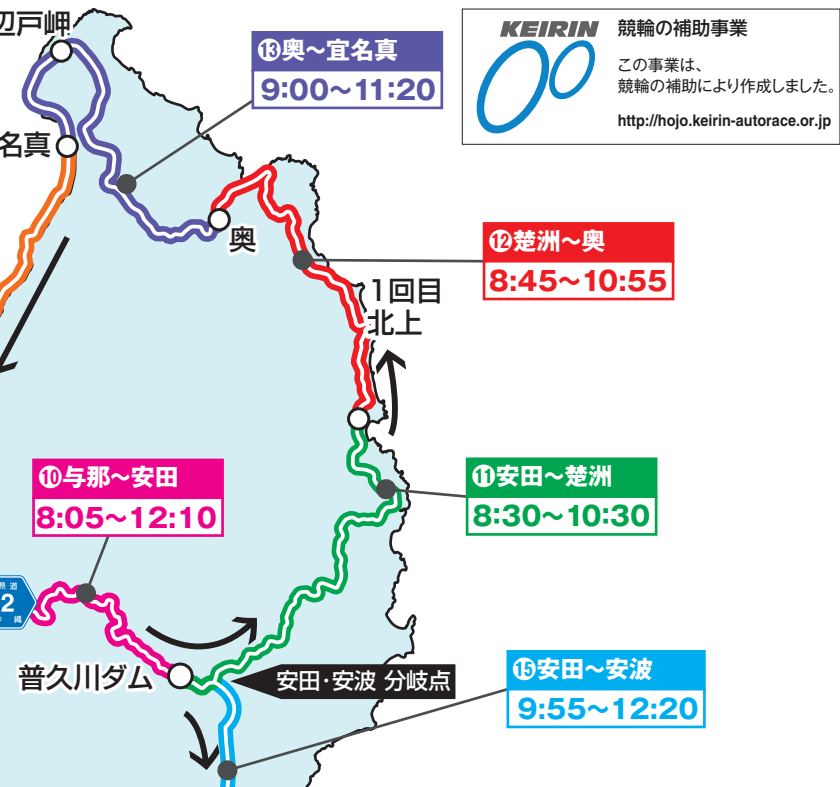 辺戸岬
KEIRIN
競輪の補助事業
この事業は、
競輪の補助により作成しました。
http://hojo.keirin-autorace.or.jp
⑬奥〜宜名真
9:00〜11:20
名真
奥
⑫楚洲〜奥
8:45〜10:55
1回目
北上
⑩与那〜安田
8:05〜12:10
⑪安田〜楚洲
8:30〜10:30
県道
2
縄
普久川ダム
安田・安波 分岐点
⑮安田〜安波
9:55〜12:20